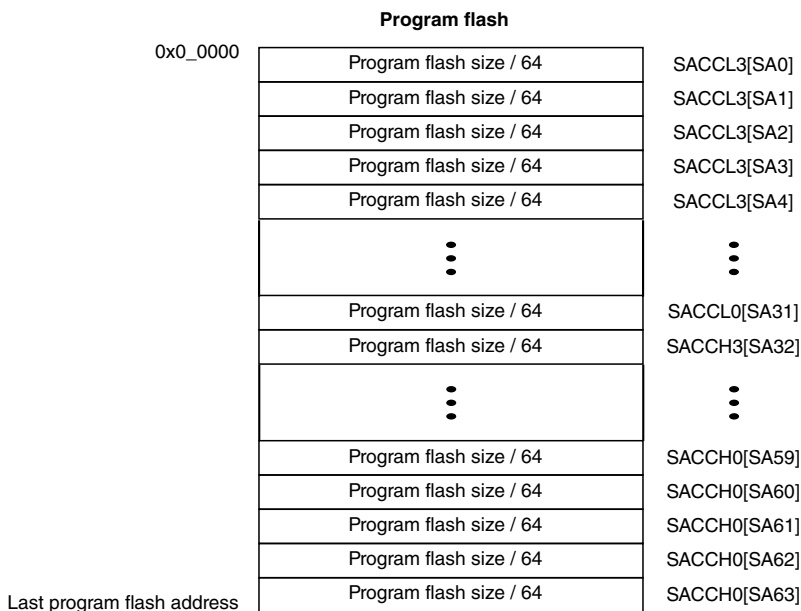 Program flash
0x0_0000
Program flash size / 64 SACCL3[SA0]
Program flash size / 64 SACCL3[SA1]
Program flash size / 64 SACCL3[SA2]
Program flash size / 64 SACCL3[SA3]
Program flash size / 64 SACCL3[SA4]
Program flash size / 64 SACCL0[SA31]
Program flash size / 64 SACCH3[SA32]
Program flash size / 64 SACCH0[SA59]
Program flash size / 64 SACCH0[SA60]
Program flash size / 64 SACCH0[SA61]
Program flash size / 64 SACCH0[SA62]
Program flash size / 64 SACCH0[SA63]
Last program flash address